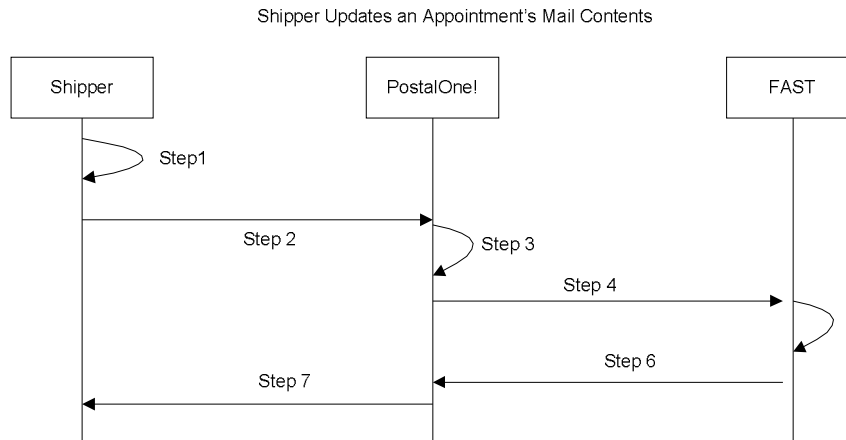 Shipper Updates an Appointment's Mail Contents
Shipper
PostalOne!
FAST
Step1
Step 2
Step 3
Step 4
Step 6
Step 7